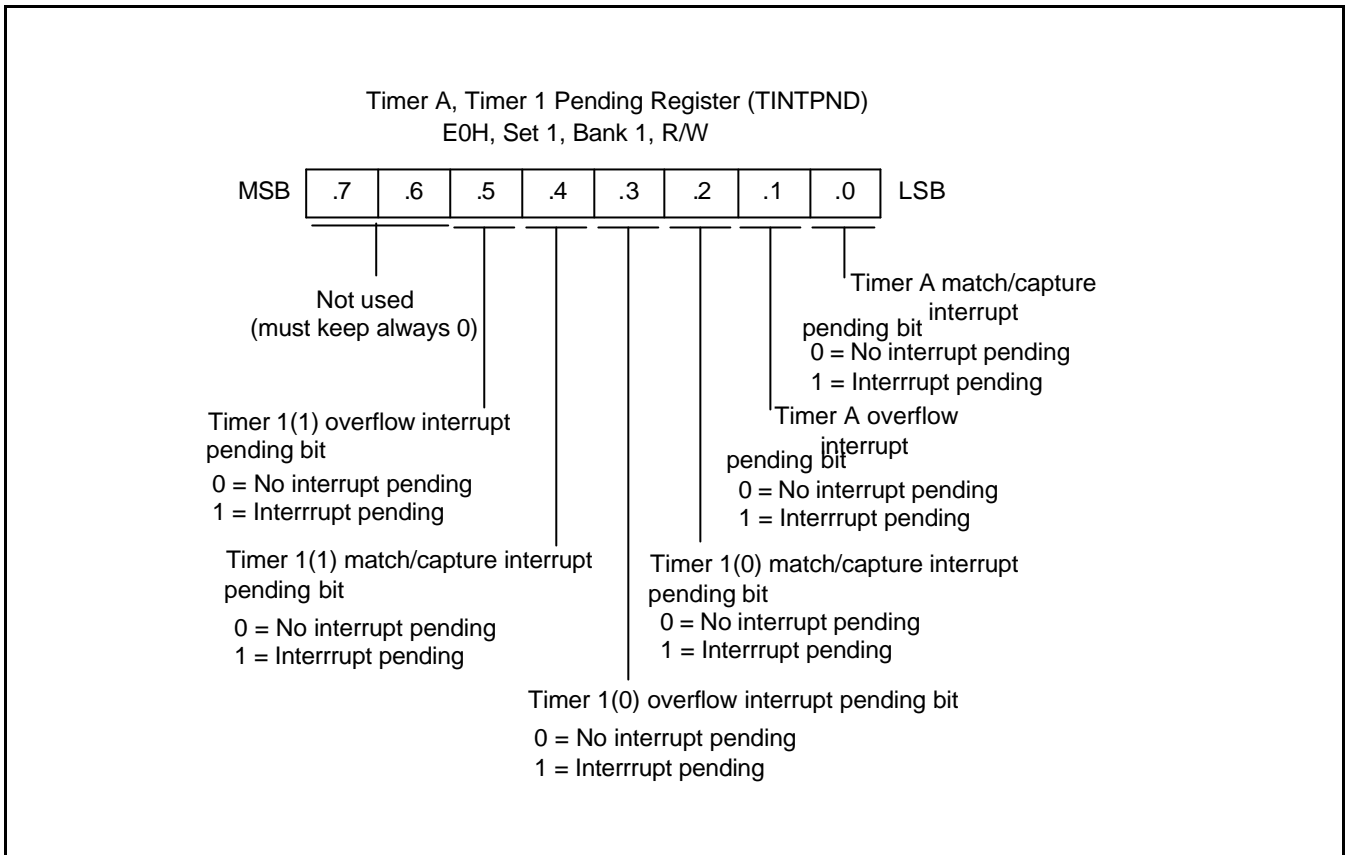 Timer A, Timer 1 Pending Register (TINTPND)
E0H, Set 1, Bank 1, R/W
MSB .7 .6 .5 .4 .3 .2 .1 .0 LSB
Not used
(must keep always 0)
Timer A match/capture
interrupt
pending bit
0 = No interrupt pending
1 = Interrrupt pending
Timer 1(1) overflow interrupt
pending bit
0 = No interrupt pending
1 = Interrrupt pending
Timer A overflow
interrupt
pending bit
0 = No interrupt pending
1 = Interrrupt pending
Timer 1(1) match/capture interrupt
pending bit
0 = No interrupt pending
1 = Interrrupt pending
Timer 1(0) match/capture interrupt
pending bit
0 = No interrupt pending
1 = Interrrupt pending
Timer 1(0) overflow interrupt pending bit
0 = No interrupt pending
1 = Interrrupt pending